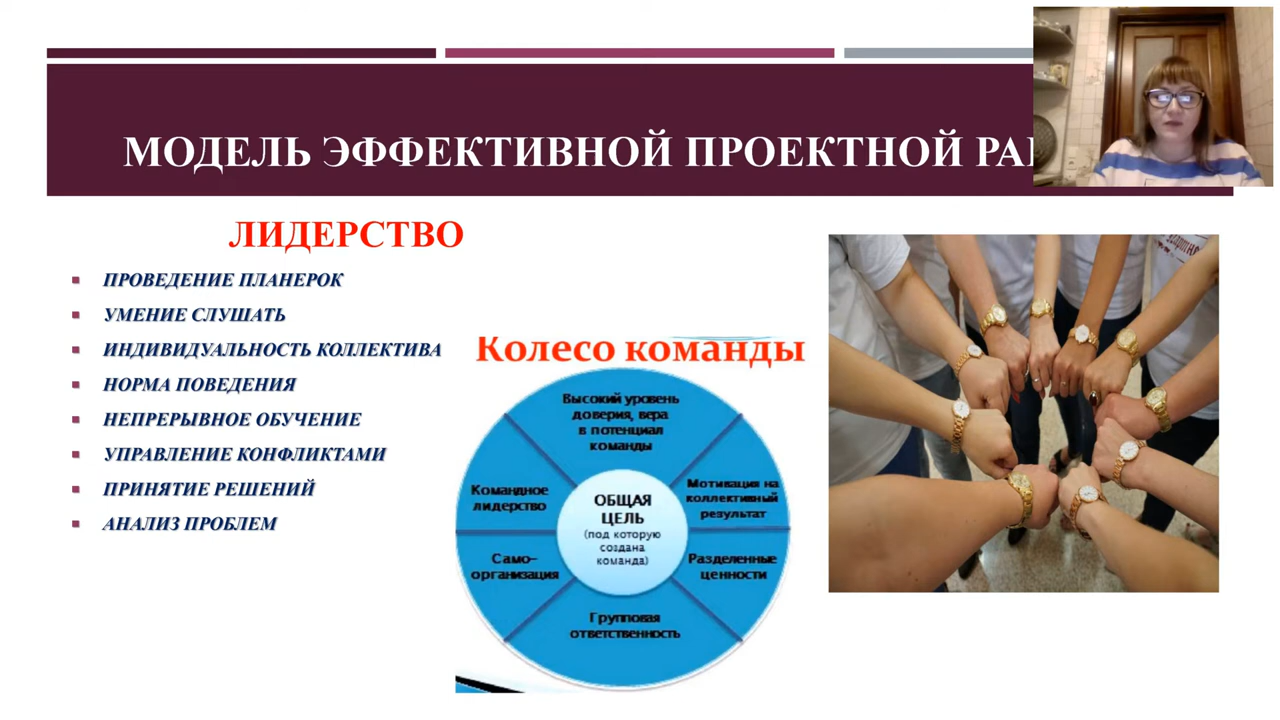 МОДЕЛЬ ЭФФЕКТИВНОЙ ПРОЕКТНОЙ
ЛИДЕРСТВО
ПРОВЕДЕНИЕ ПЛАНЕРОК
УМЕНИЕ СЛУШАТЬ
ИНДИВИДУАЛЬНОСТЬ КОЛЛЕКТИВА
НОРМА ПОВЕДЕНИЯ
НЕПРЕРЫВНОЕ ОБУЧЕНИЕ
УПРАВЛЕНИЕ КОНФЛИКТАМИ
ПРИНЯТИЕ РЕШЕНИЙ
АНАЛИЗ ПРОБЛЕМ
Колесо команды
Высокий уровень
доверия, вера
в потенциал
команды
Мотивация на
коллективный
результат
Разделенные
ценности
Групповая
ответственность
Само-
организация
Командное
лидерство
ОБЩАЯ
ЦЕЛЬ
(под которую
создана
команда)